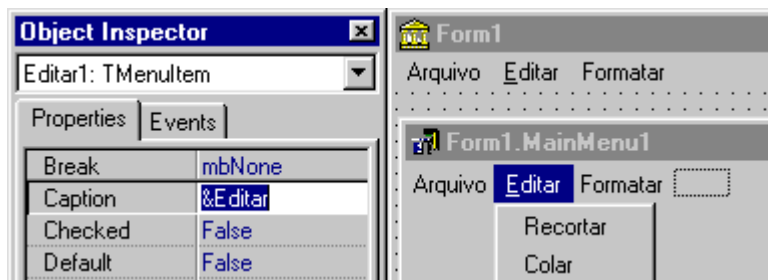 Object Inspector
Editar1: TMenuItem
Properties Events
Break mbNone
Caption &Editar
Checked False
Default False
Form1
Arquivo Editar Formatar
Form1.MainMenu1
Arquivo Editar Formatar
Recortar
Colar